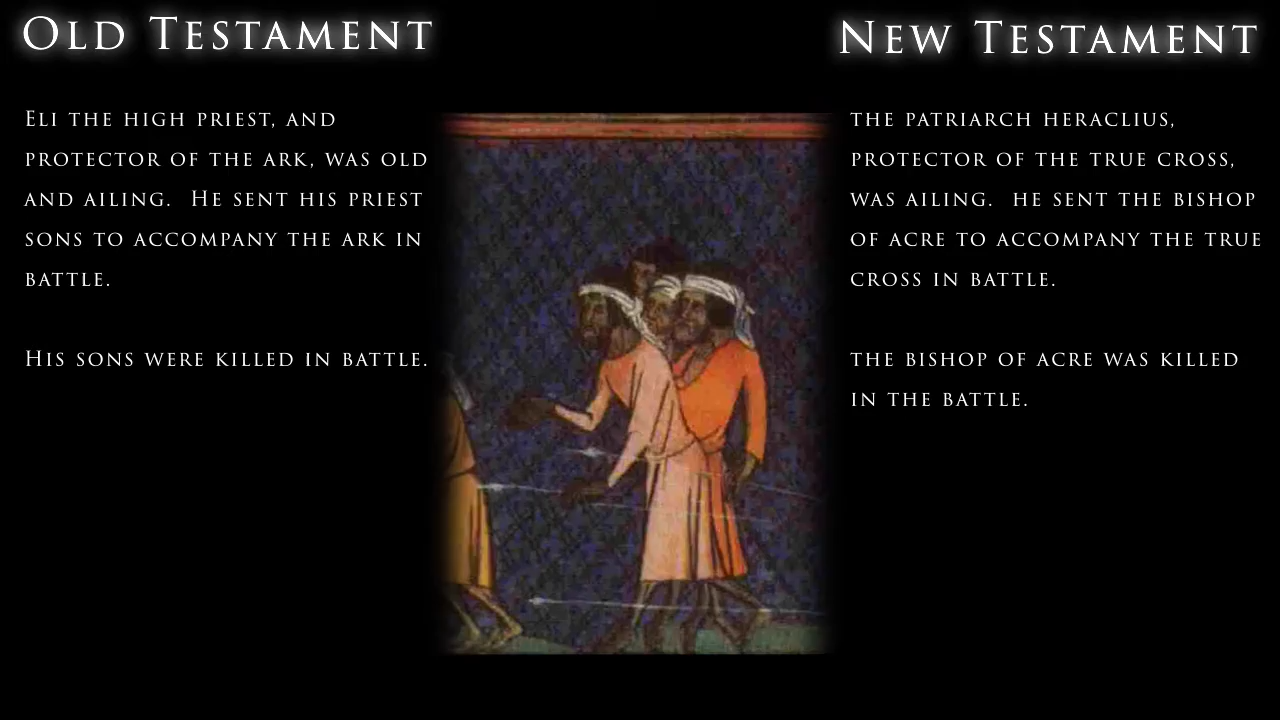 Old Testament
Eli the high priest, and
protector of the ark, was old
and ailing.  He sent his priest
sons to accompany the ark in
battle.
His sons were killed in battle.
New Testament
the patriarch heraclius,
protector of the true cross,
was ailing.  he sent the bishop
of acre to accompany the true
cross in battle.
the bishop of acre was killed
in the battle.